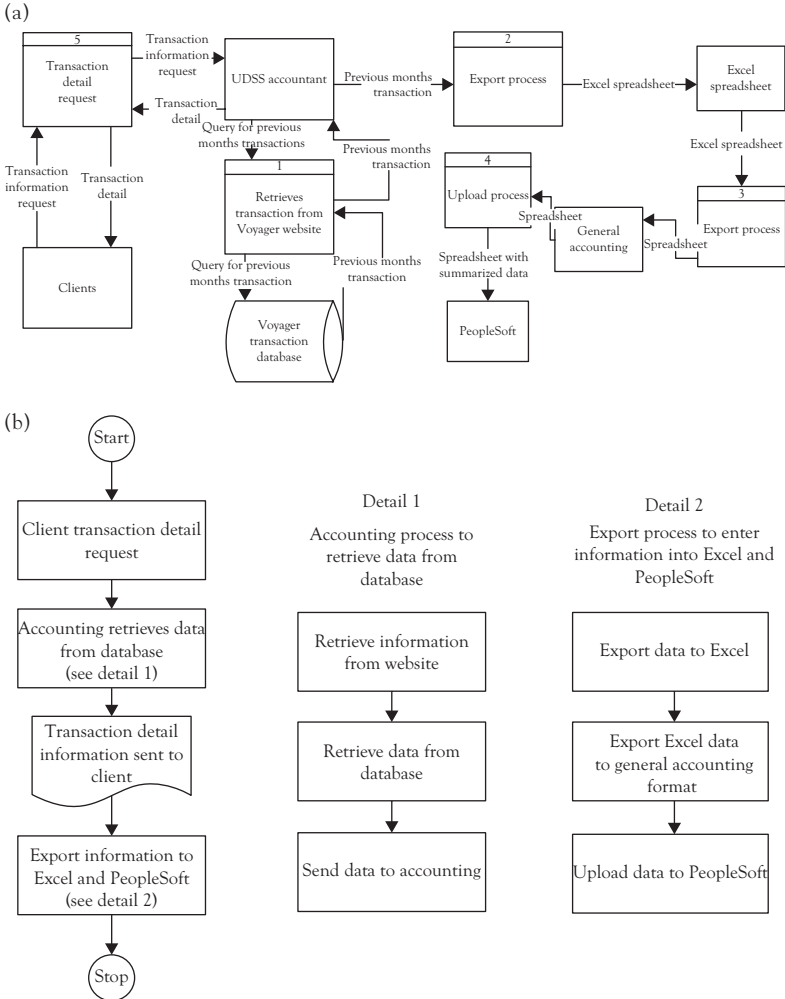 (a)
5
Transaction
detail
request
Transaction
information
request
UDSS accountant
Previous months
transaction
2
Export process
Excel spreadsheet
Excel
spreadsheet
Transaction
detail
Query for previous
months transactions
Previous months
transaction
Excel spreadsheet
Transaction
information
request
Transaction
detail
1
Retrieves
transaction from
Voyager website
4
Upload process
Spreadsheet
General
accounting
Spreadsheet
3
Export process
Clients
Query for previous
months transaction
Previous months
transaction
Spreadsheet with
summarized data
Voyager
transaction
database
PeopleSoft
(b)
Start
Client transaction detail
request
Accounting retrieves data
from database
(see detail 1)
Transaction detail
information sent to
client
Export information to
Excel and PeopleSoft
(see detail 2)
Stop
Detail 1
Accounting process to
retrieve data from
database
Retrieve information
from website
Retrieve data from
database
Send data to accounting
Detail 2
Export process to enter
information into Excel and
PeopleSoft
Export data to Excel
Export Excel data
to general accounting
format
Upload data to PeopleSoft